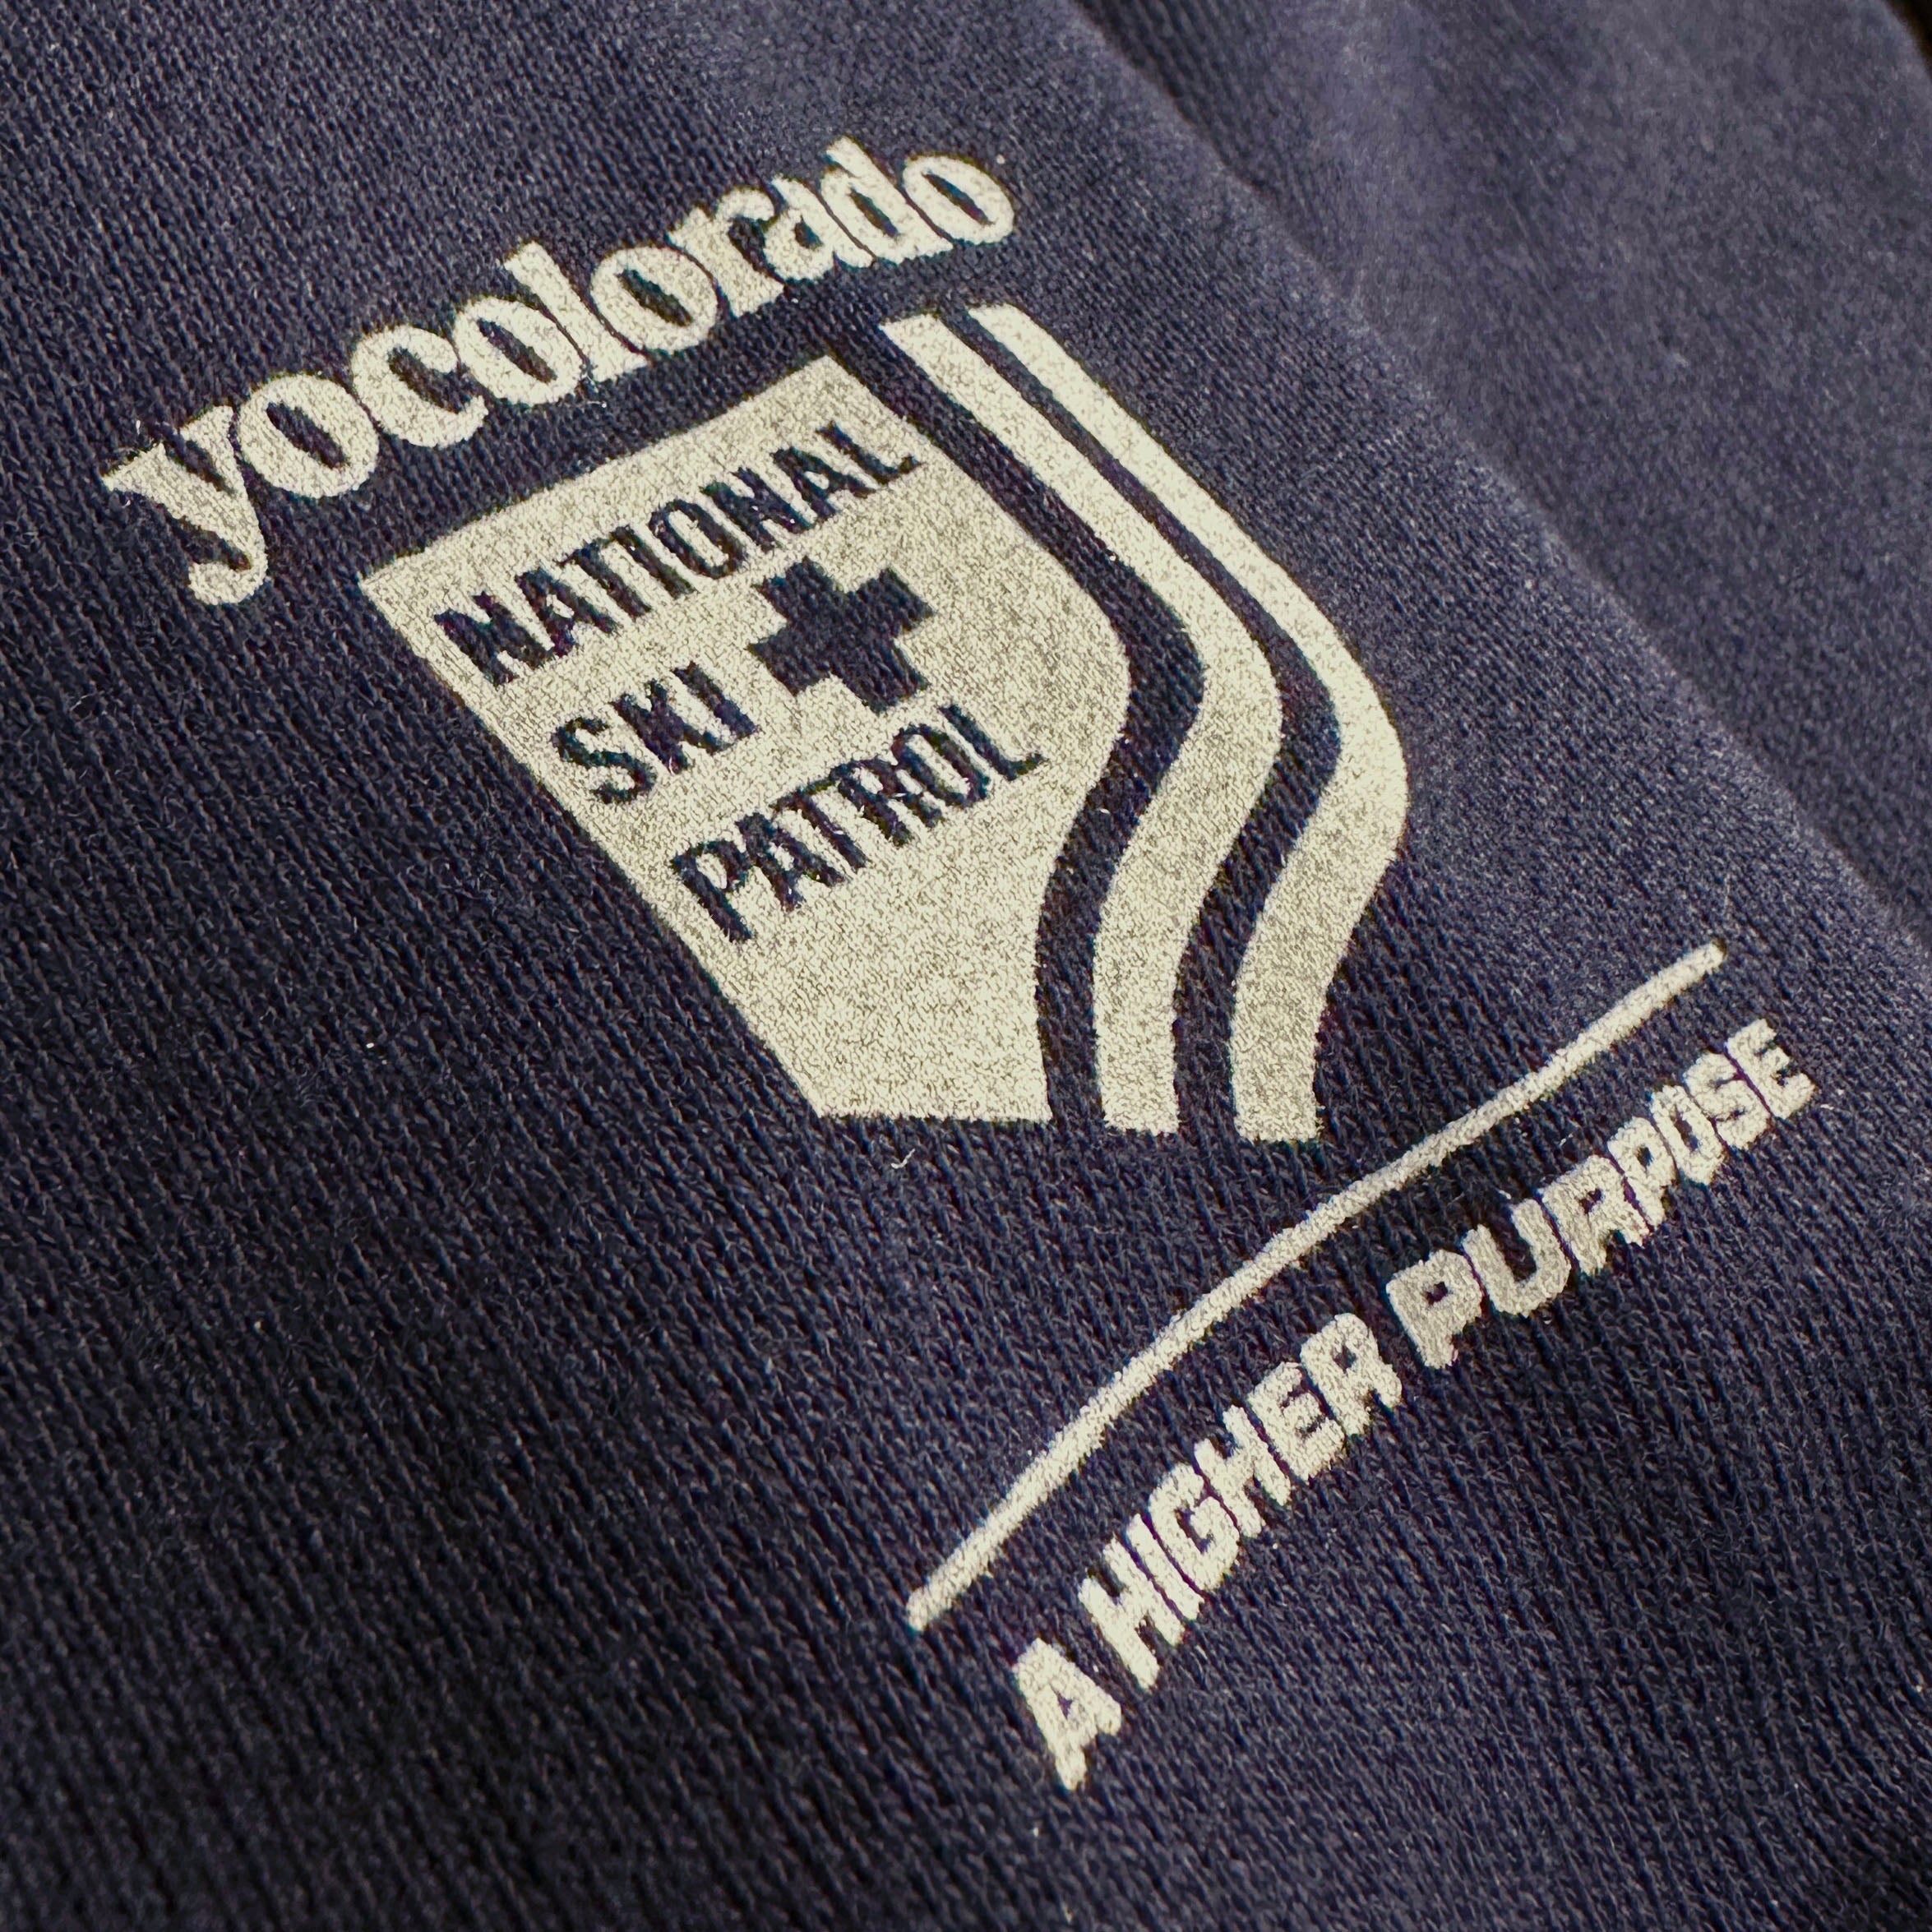 yocolorado
NATIONAL
SKI
PATROL
A HIGHER PURPOSE